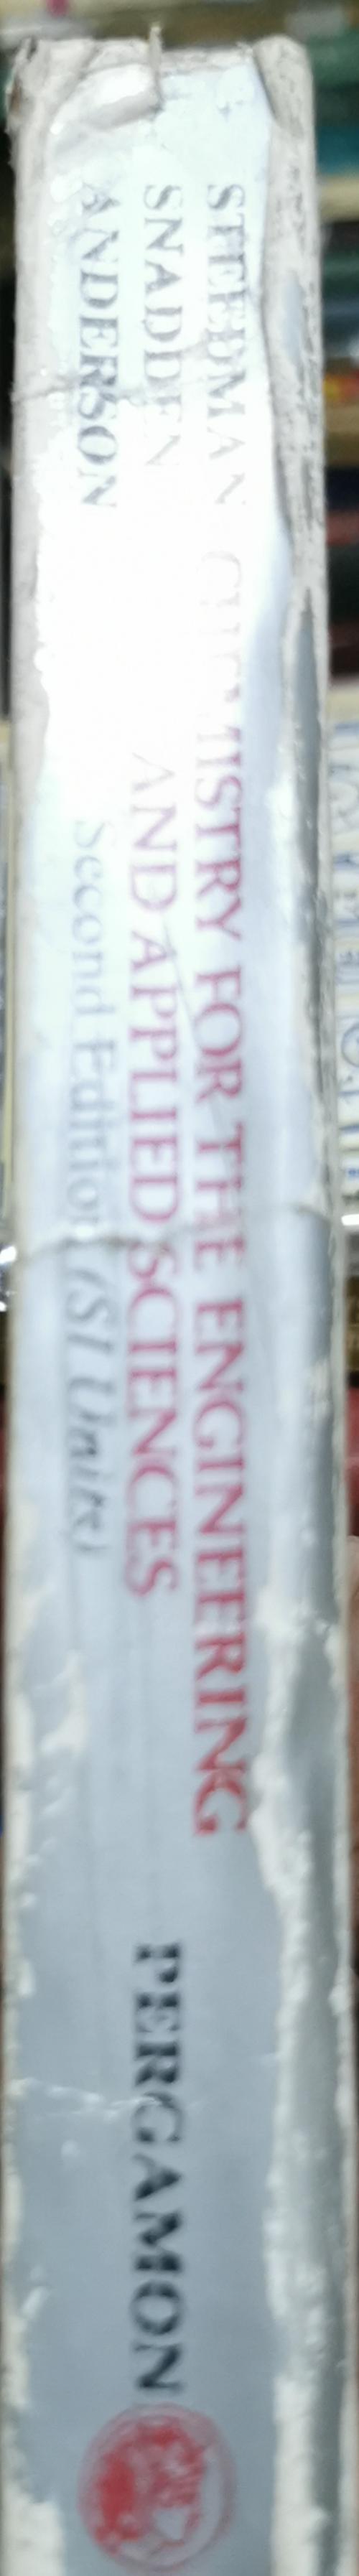 STEEDMAN
SNADDEN
ANDERSON
CHEMISTRY FOR THE ENGINEERING
AND APPLIED SCIENCES
Second Edition (SI Units)
PERGAMON